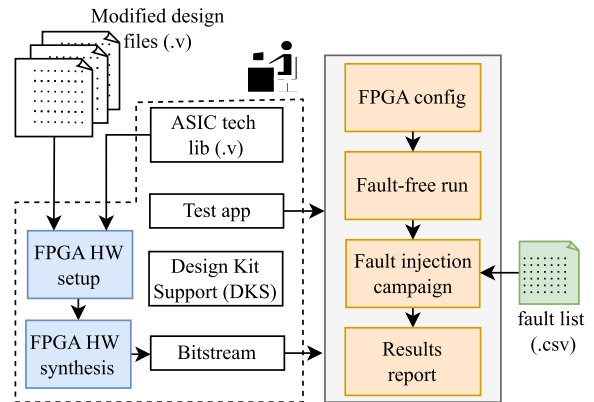 Modified design
files (.v)
ASIC tech
lib (.v)
Test app
FPGA HW
setup
Design Kit
Support (DKS)
FPGA HW
synthesis
Bitstream
FPGA config
Fault-free run
Fault injection
campaign
Results
report
fault list
(.csv)